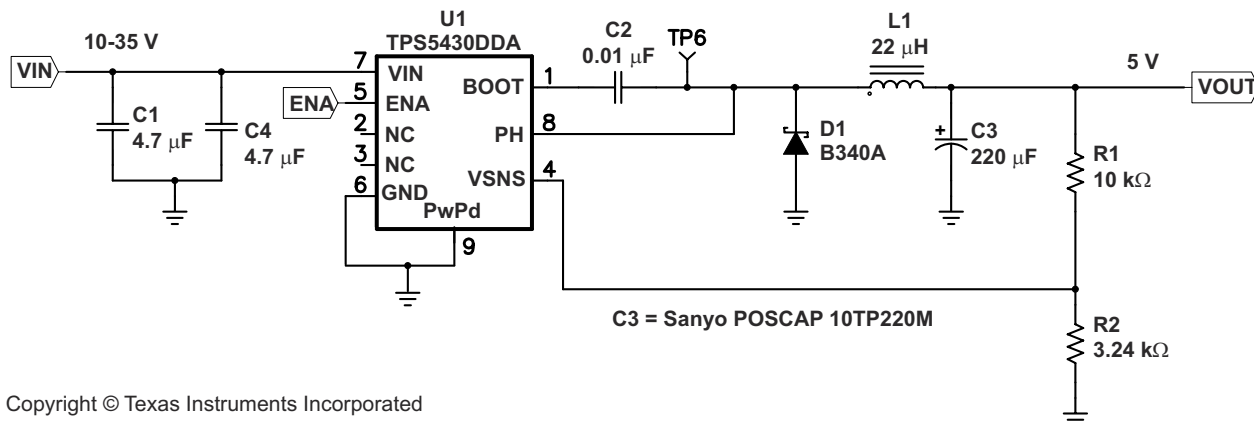 U1
TPS5430DDA
10-35 V
VIN
C1
4.7 μF
C4
4.7 μF
ENA
7
5
2
3
6
VIN
ENA
NC
NC
GND
PwPd
9
BOOT
PH
VSNS
1
8
4
C2
0.01 μF
TP6
L1
22 μH
D1
B340A
C3
220 μF
+
5 V
VOUT
R1
10 kΩ
R2
3.24 kΩ
C3 = Sanyo POSCAP 10TP220M
Copyright © Texas Instruments Incorporated